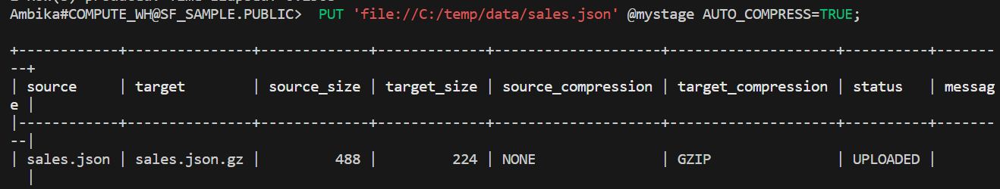 Ambika#COMPUTE_WH@SF_SAMPLE.PUBLIC> PUT 'file://C:/temp/data/sales.json' @mystage AUTO_COMPRESS=TRUE;
+------------+---------------+-------------+-------------+--------------------+--------------------+----------+-------
--+
| source     | target        | source_size | target_size | source_compression | target_compression | status   | messag
e |
|------------+---------------+-------------+-------------+--------------------+--------------------+----------+-------
--|
| sales.json | sales.json.gz |         488 |         224 | NONE               | GZIP               | UPLOADED |
  |